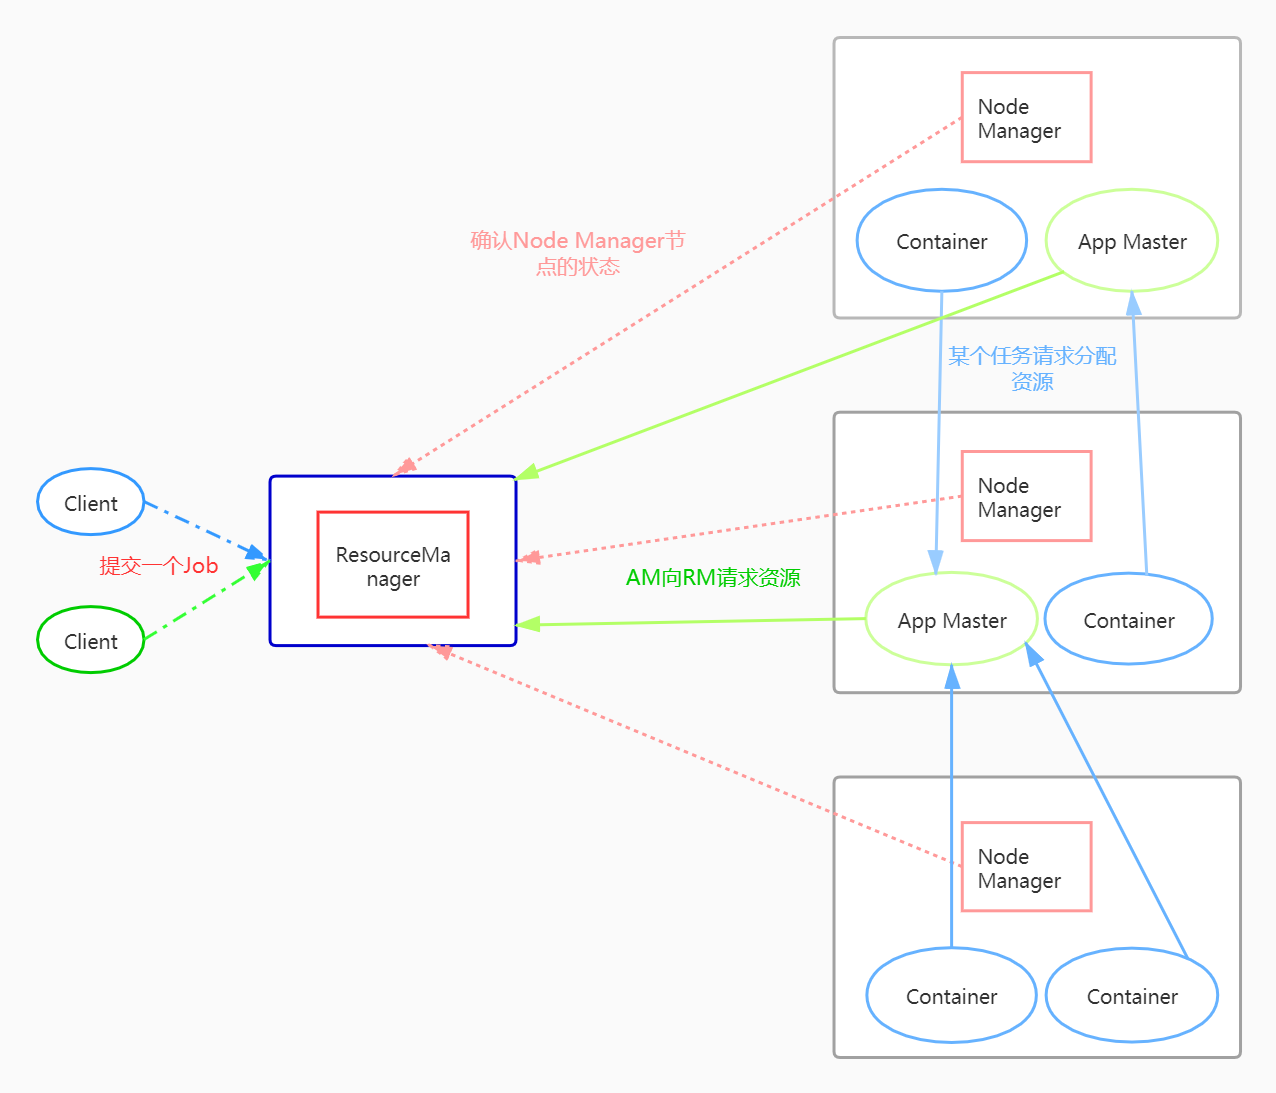 Node
Manager
Container
App Master
确认Node Manager节
点的状态
某个任务请求分配
资源
Client
提交一个Job
Client
ResourceMa
nager
AM向RM请求资源
Node
Manager
App Master
Container
Node
Manager
Container
Container